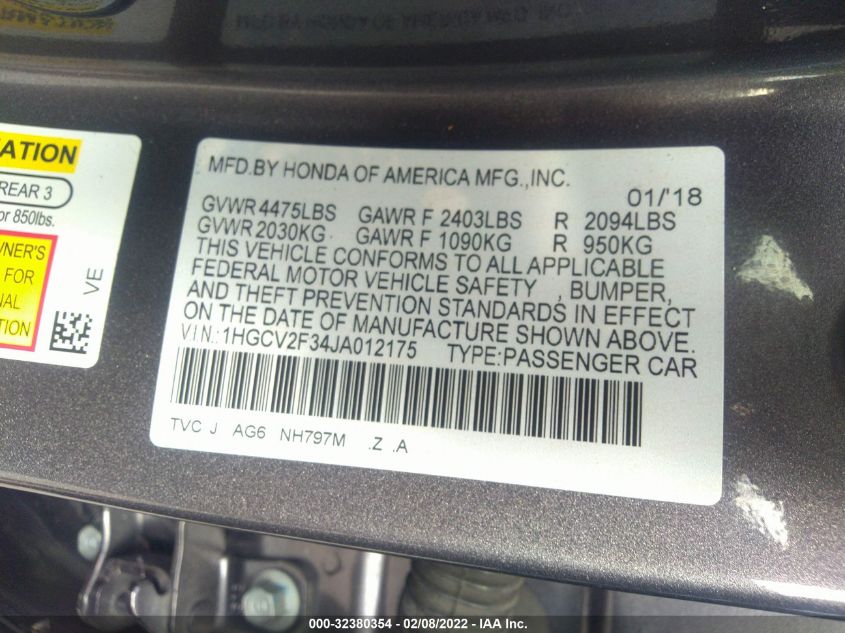 MFD.BY HONDA OF AMERICA MFG.,INC.
01/'18
GVWR 4475LBS GAWR F 2403LBS R 2094LBS
GVWR 2030KG GAWR F 1090KG R 950KG
THIS VEHICLE CONFORMS TO ALL APPLICABLE
FEDERAL MOTOR VEHICLE SAFETY , BUMPER,
AND THEFT PREVENTION STANDARDS IN EFFECT
ON THE DATE OF MANUFACTURE SHOWN ABOVE.
V.I.N.:1HGCV2F34JA012175 TYPE:PASSENGER CAR
TVC J AG6 NH797M .Z .A
REAR 3
or 850lbs.
FOR
VE
000-32380354 - 02/08/2022 - IAA Inc.